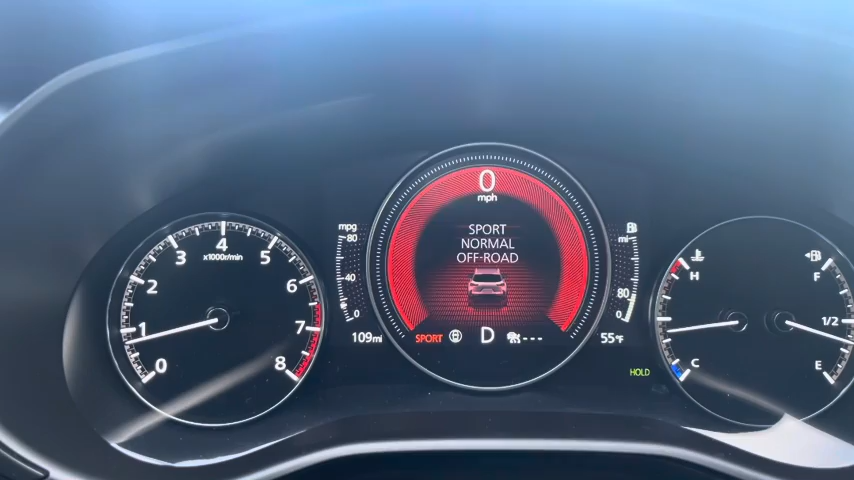 4
3
5
x1000r/min
2
6
1
7
0
8
mpg
80
40
0
109mi
0
mph
SPORT
NORMAL
OFF-ROAD
SPORT
D
---
mi
80
0
55°F
HOLD
H
C
F
1/2
E